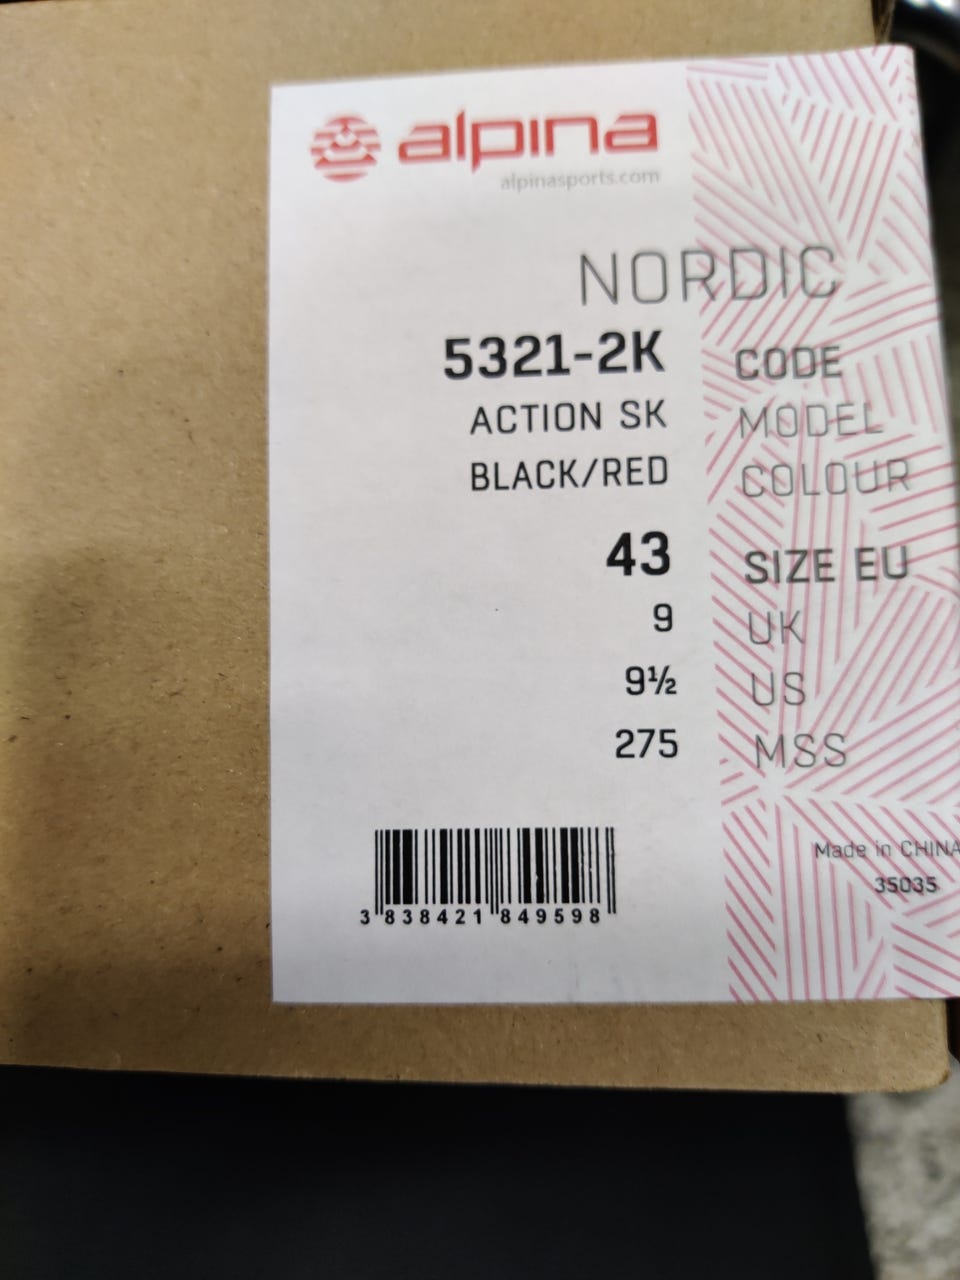 alpina
alpinasports.com
NORDIC
5321-2K CODE
ACTION SK MODEL
BLACK/RED COLOUR
43 SIZE EU
9 UK
9½ US
275 MSS
Made in CHINA
35035
3 838421 849598